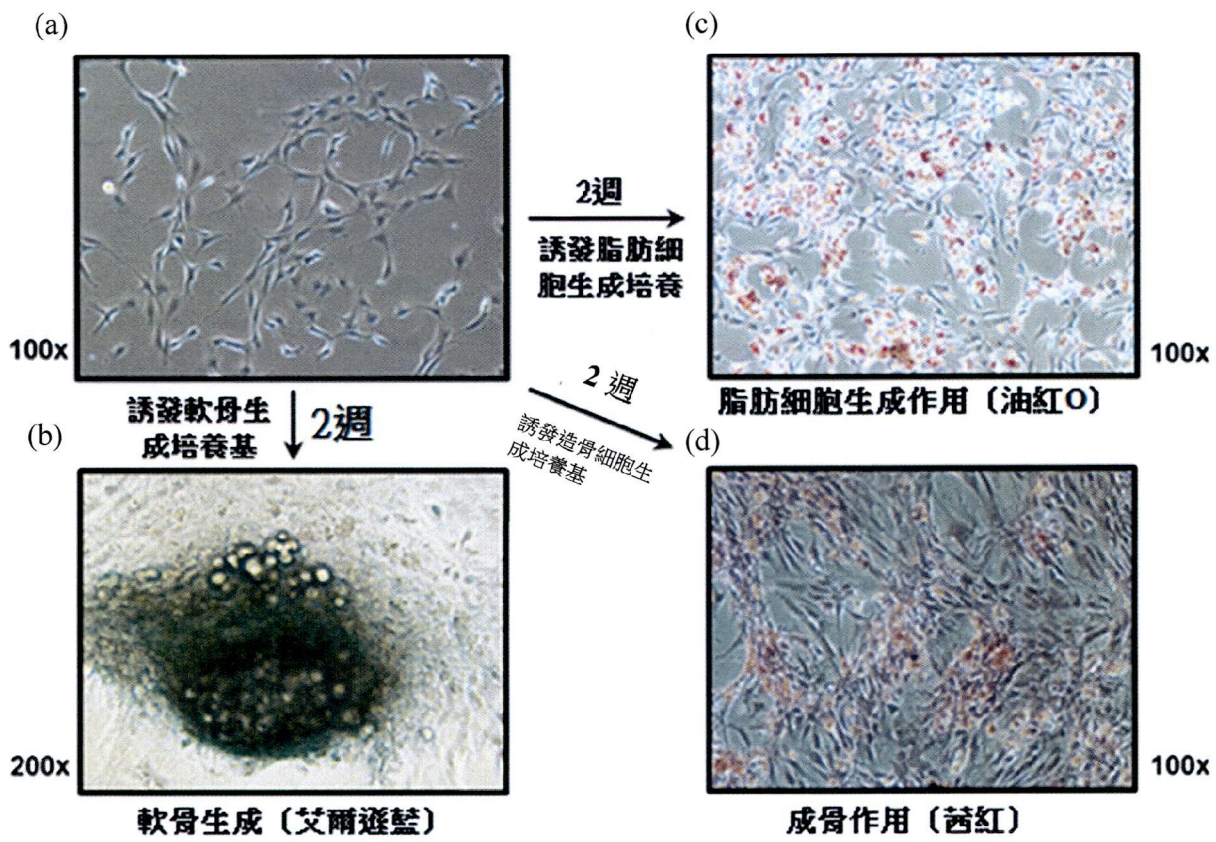 (a)
(c)
2週
誘發脂肪細
胞生成培養
100x
100x
誘發軟骨生
成培養基
2週
2週
誘發造骨細胞生
成培養基
脂肪細胞生成作用〔油紅O〕
(b)
(d)
200x
100x
軟骨生成〔艾爾遜藍〕
成骨作用〔茜紅〕